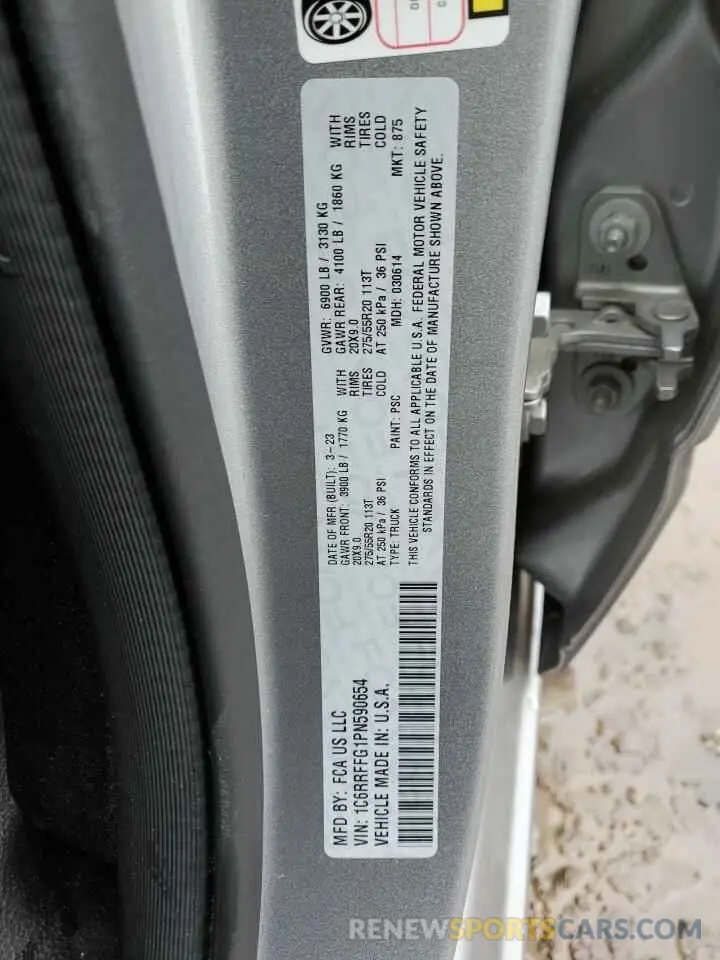 MFD BY: FCA US LLC
DATE OF MFR (BUILT): 3-23
GVWR: 6900 LB / 3130 KG
GAWR FRONT: 3900 LB / 1770 KG WITH
GAWR REAR: 4100 LB / 1860 KG WITH
20X9.0 RIMS
20X9.0 RIMS
275/55R20 113T TIRES
275/55R20 113T TIRES
AT 250 kPa / 36 PSI COLD
AT 250 kPa / 36 PSI COLD
VIN: 1C6RRFFG1PN590654
TYPE: TRUCK PAINT: PSC MDH: 030614 MKT: 875
VEHICLE MADE IN: U.S.A.
THIS VEHICLE CONFORMS TO ALL APPLICABLE U.S.A. FEDERAL MOTOR VEHICLE SAFETY
STANDARDS IN EFFECT ON THE DATE OF MANUFACTURE SHOWN ABOVE.
RENEWSPORTSCARS.COM